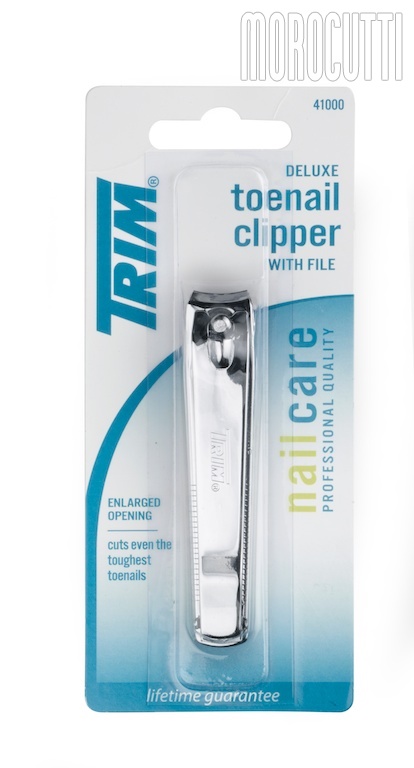 MOROCUTTI
41000
DELUXE
toenail
clipper
WITH FILE
TRIM®
nail care
PROFESSIONAL QUALITY
Trim®
ENLARGED
OPENING
cuts even the
toughest
toenails
lifetime guarantee